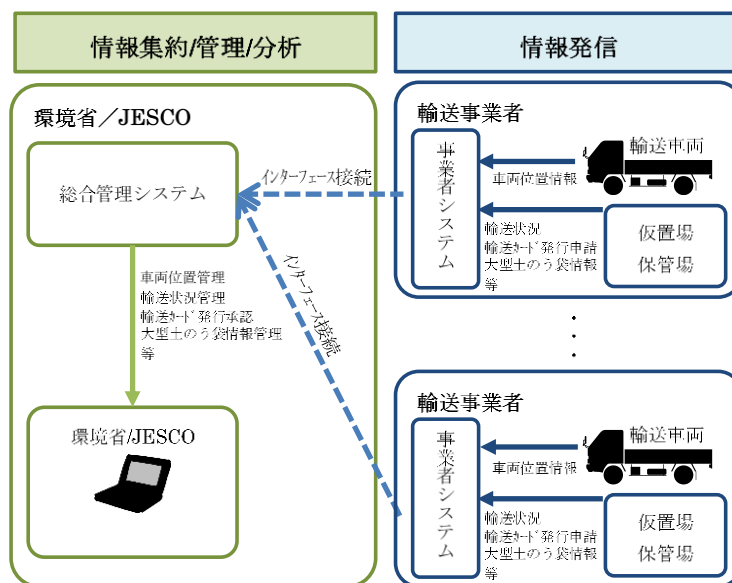 情報集約/管理/分析
情報発信
環境省／JESCO
総合管理システム
車両位置管理
輸送状況管理
輸送ｶｰﾄﾞ発行承認
大型土のう袋情報管理
等
環境省/JESCO
ｲﾝﾀｰﾌｪｰｽ接続
ｲﾝﾀｰﾌｪｰｽ接続
輸送事業者
事業者システム
輸送車両
車両位置情報
輸送状況
輸送ｶｰﾄﾞ発行申請
大型土のう袋情報
等
仮置場
保管場
・
・
・
輸送事業者
事業者システム
輸送車両
車両位置情報
輸送状況
輸送ｶｰﾄﾞ発行申請
大型土のう袋情報
等
仮置場
保管場